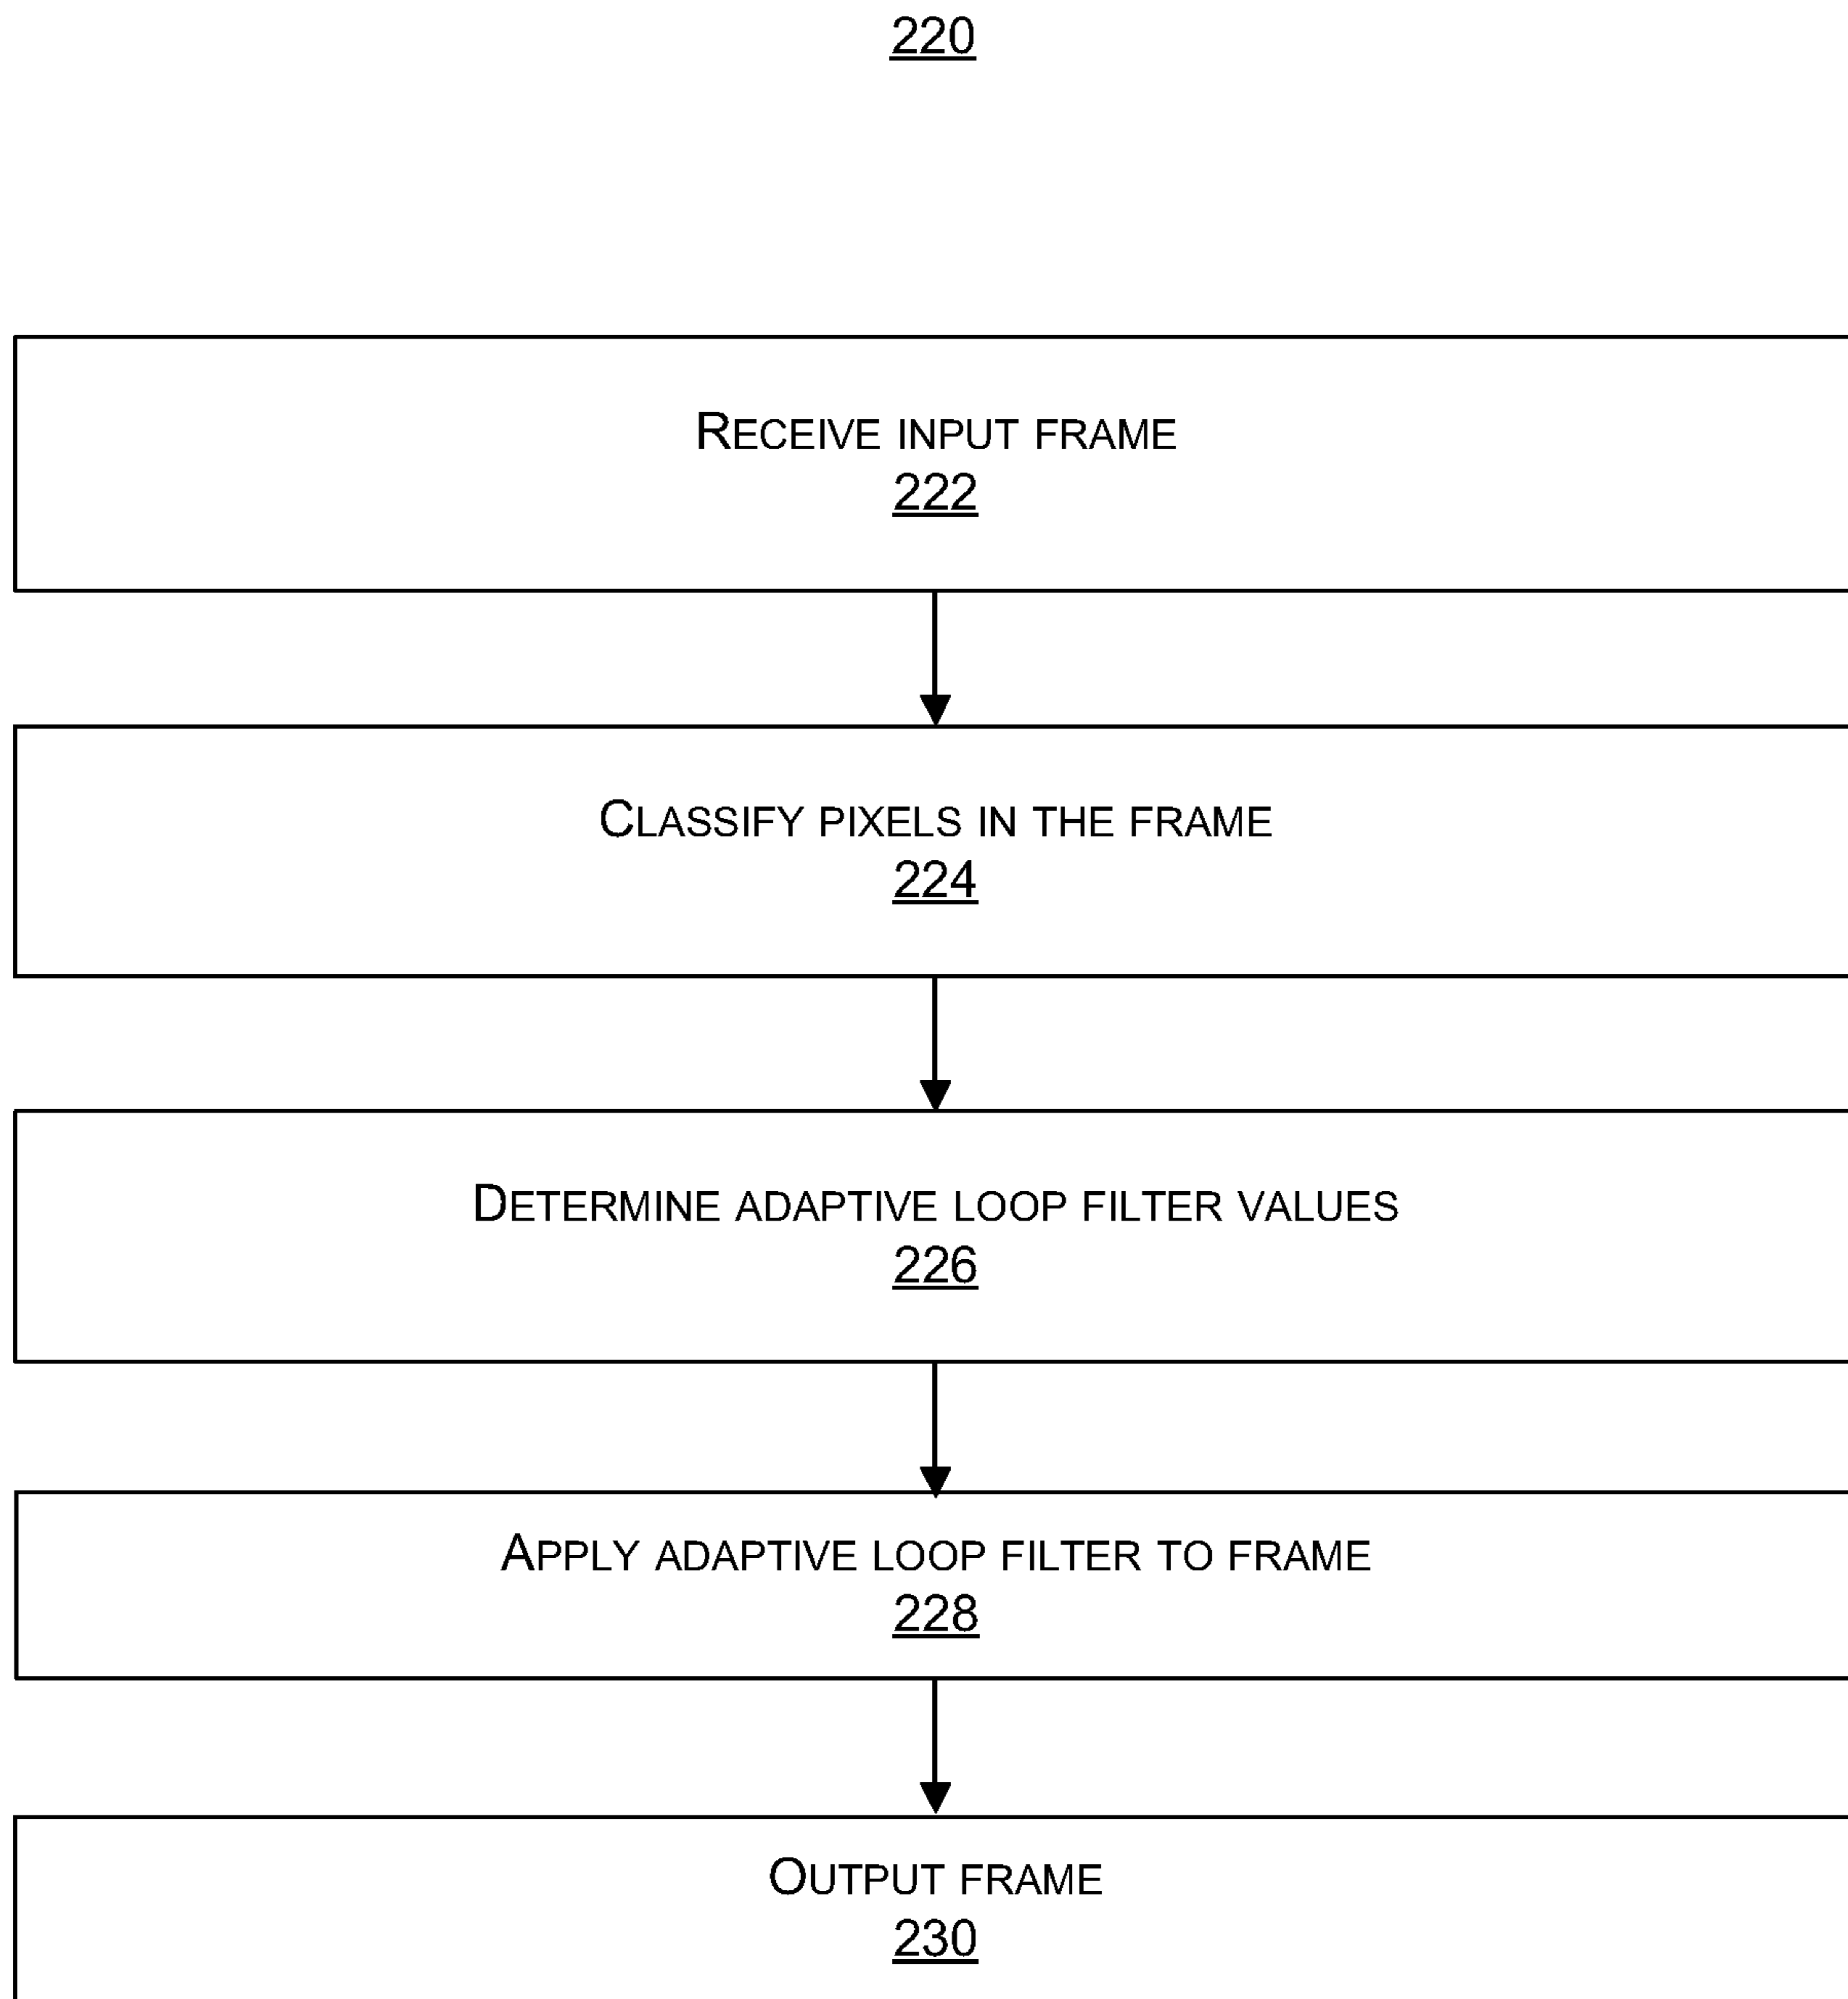 220
RECEIVE INPUT FRAME
222
CLASSIFY PIXELS IN THE FRAME
224
DETERMINE ADAPTIVE LOOP FILTER VALUES
226
APPLY ADAPTIVE LOOP FILTER TO FRAME
228
OUTPUT FRAME
230